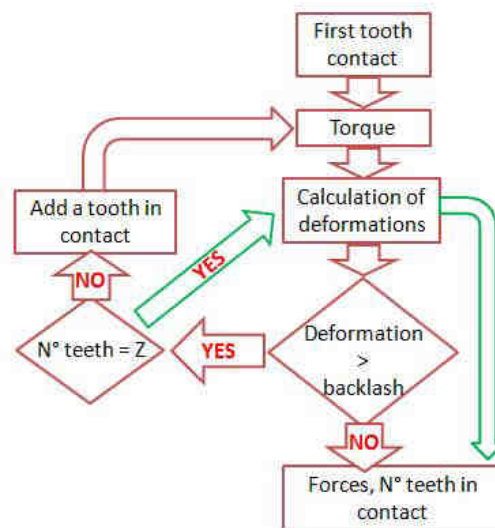 First tooth
contact
Torque
Calculation of
deformations
Add a tooth in
contact
YES
NO
N° teeth = Z
YES
Deformation
>
backlash
NO
Forces, N° teeth in
contact